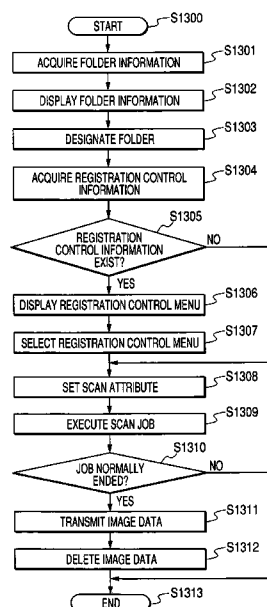 START
S1300
ACQUIRE FOLDER INFORMATION
S1301
DISPLAY FOLDER INFORMATION
S1302
DESIGNATE FOLDER
S1303
ACQUIRE REGISTRATION CONTROL
INFORMATION
S1304
REGISTRATION
CONTROL INFORMATION
EXIST?
S1305
NO
YES
DISPLAY REGISTRATION CONTROL MENU
S1306
SELECT REGISTRATION CONTROL MENU
S1307
SET SCAN ATTRIBUTE
S1308
EXECUTE SCAN JOB
S1309
JOB NORMALLY
ENDED?
S1310
NO
YES
TRANSMIT IMAGE DATA
S1311
DELETE IMAGE DATA
S1312
END
S1313